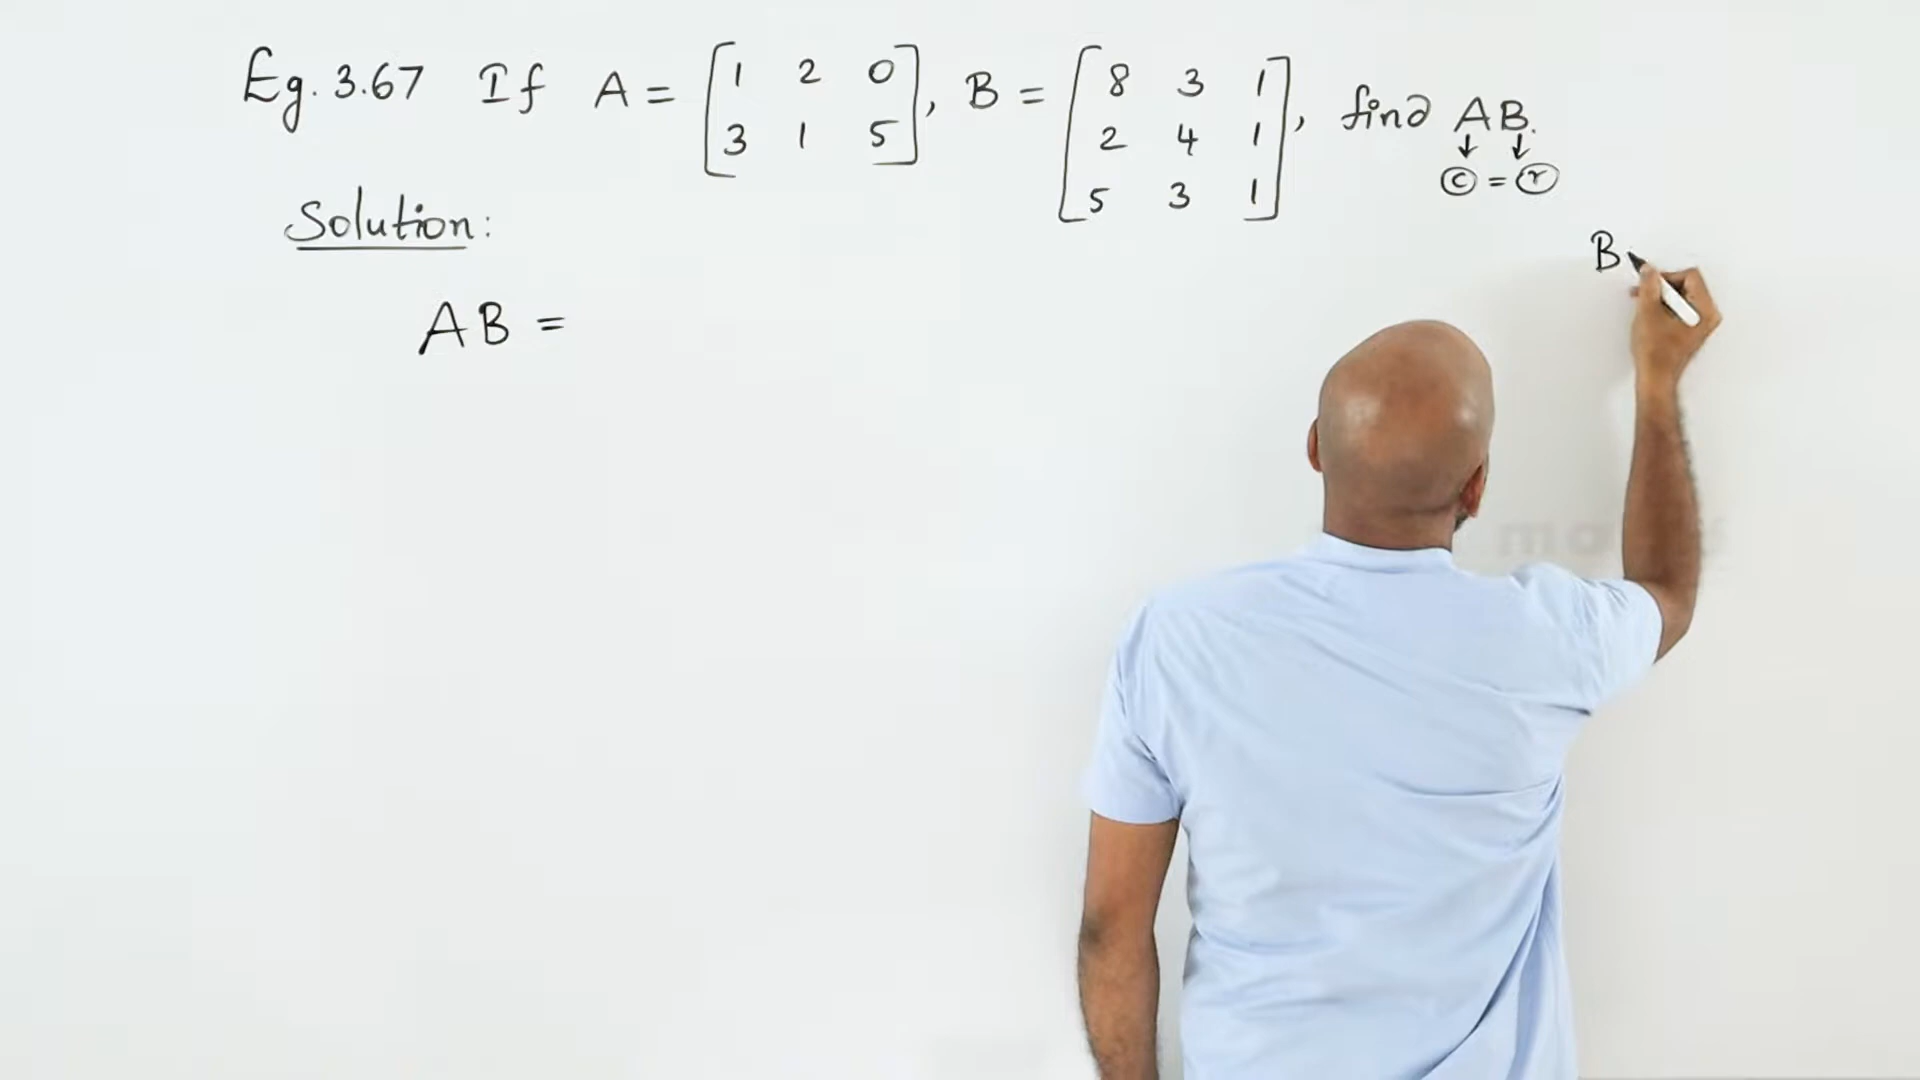 Eg. 3.67 If A = [1 2 0
3 1 5], B = [8 3 1
2 4 1
5 3 1], find AB.
↓ ↓
c = r
Solution:
B
AB =